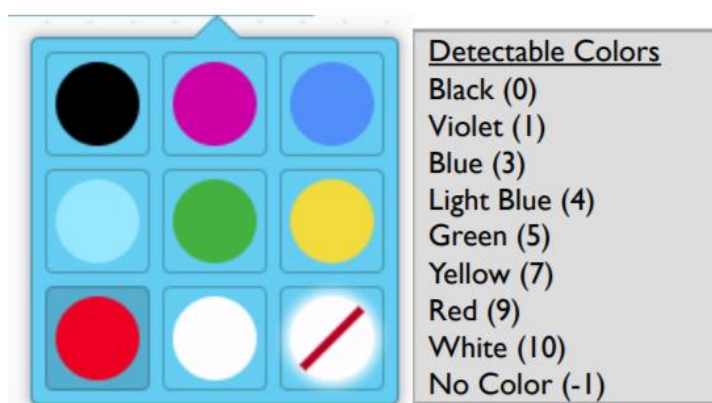 Detectable Colors
Black (0)
Violet (1)
Blue (3)
Light Blue (4)
Green (5)
Yellow (7)
Red (9)
White (10)
No Color (-1)